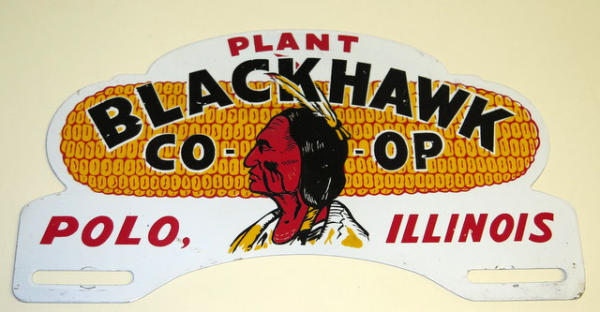 PLANT
BLACKHAWK
CO-  -OP
POLO, ILLINOIS